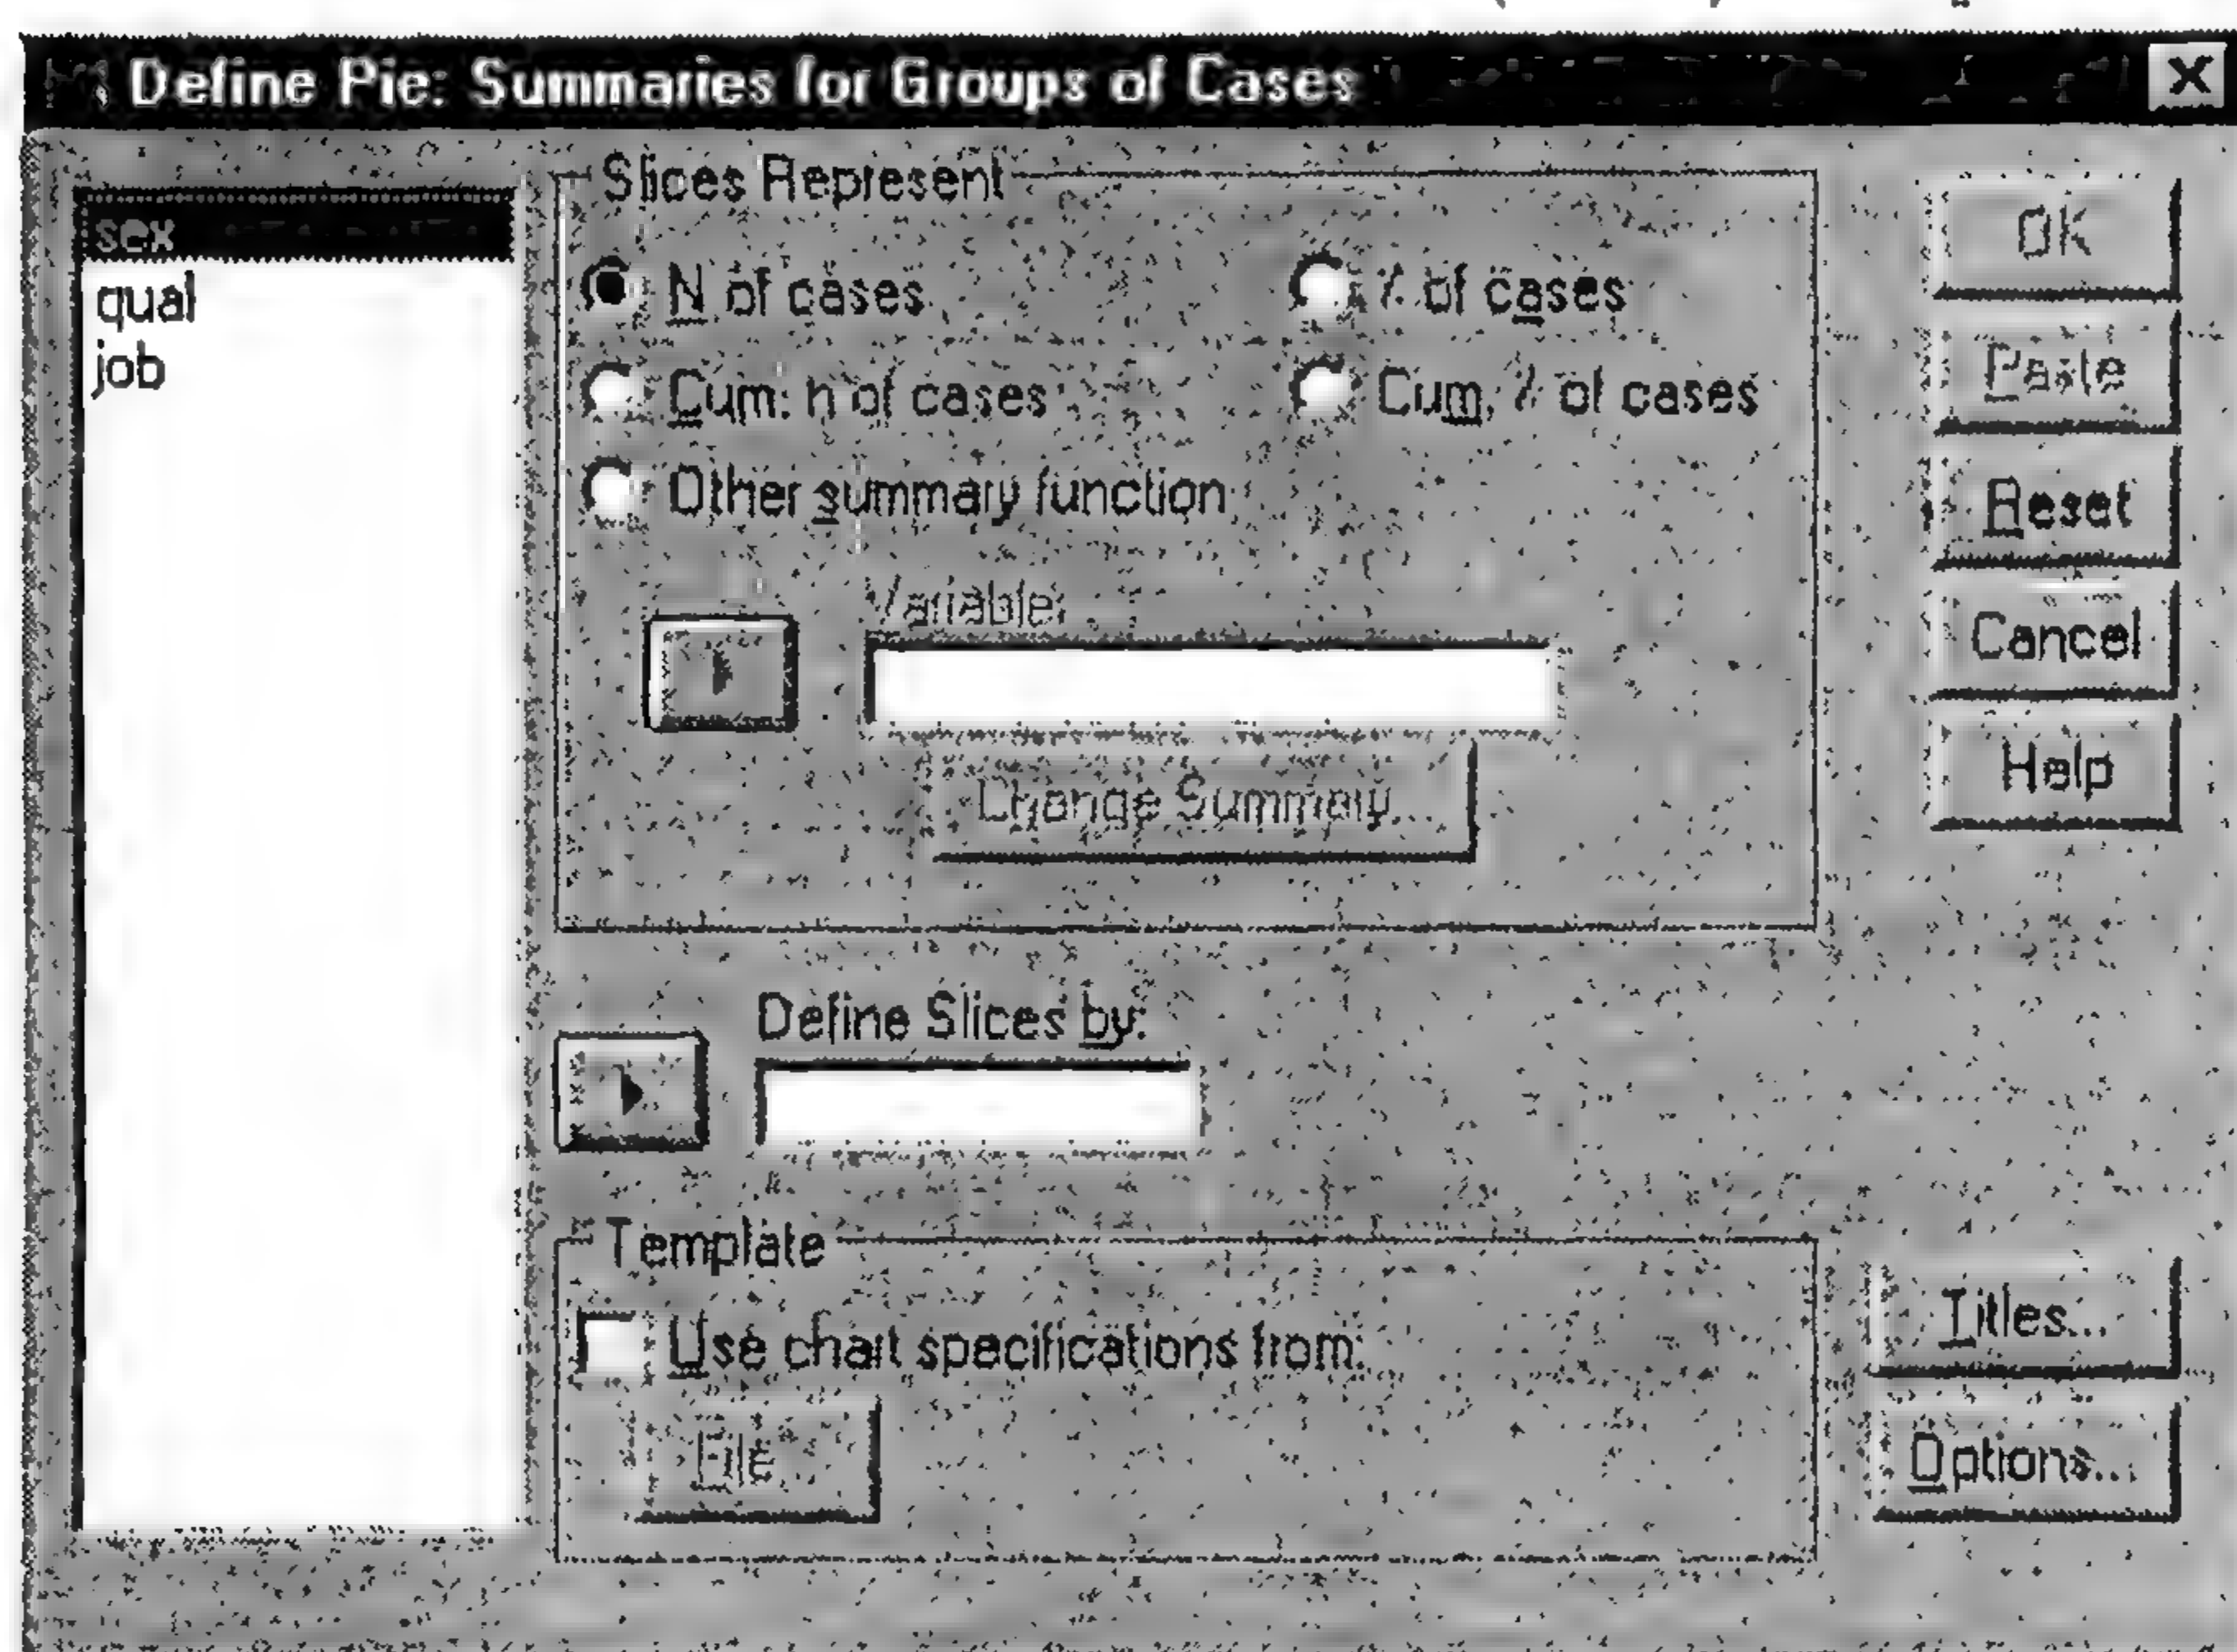 Define Pie: Summaries for Groups of Cases
sex
qual
job
Slices Represent
N of cases
% of cases
Cum. n of cases
Cum. % of cases
Other summary function
Variable:
Change Summary...
Define Slices by:
Template
Use chart specifications from:
File
OK
Paste
Reset
Cancel
Help
Titles...
Options...